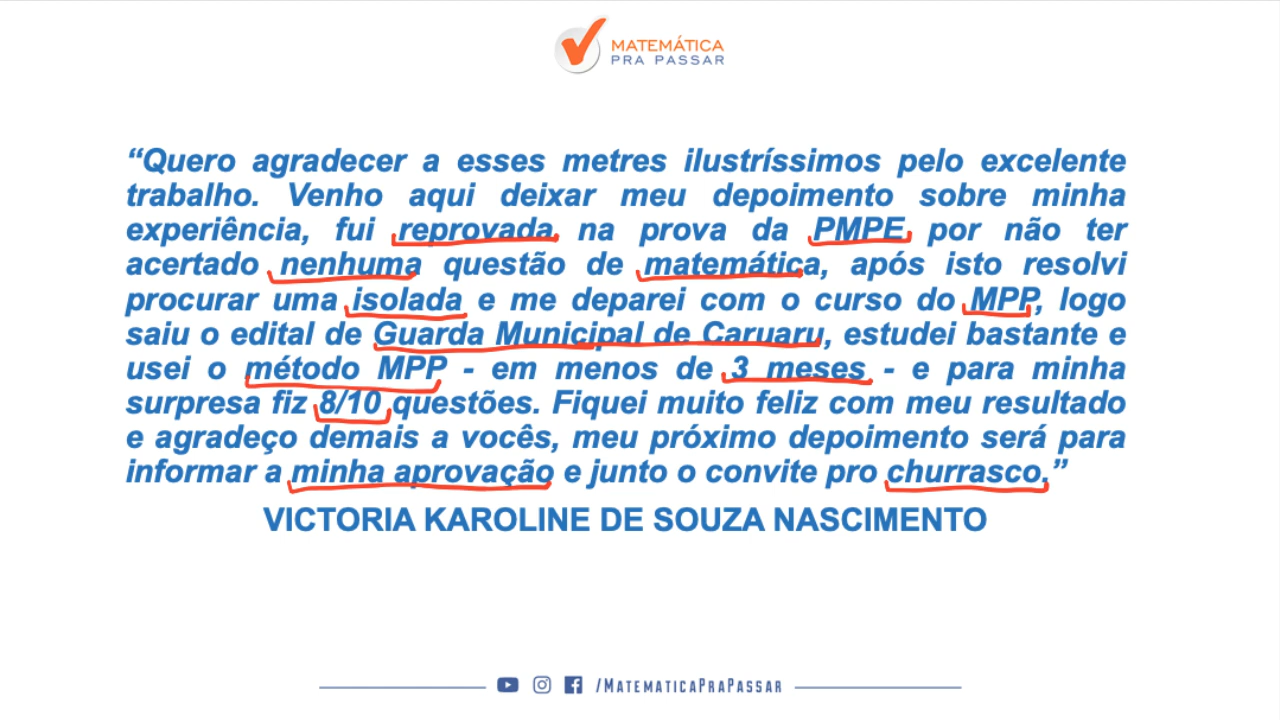 MATEMÁTICA
PRA PASSAR
“Quero agradecer a esses metres ilustríssimos pelo excelente
trabalho. Venho aqui deixar meu depoimento sobre minha
experiência, fui reprovada na prova da PMPE por não ter
acertado nenhuma questão de matemática, após isto resolvi
procurar uma isolada e me deparei com o curso do MPP, logo
saiu o edital de Guarda Municipal de Caruaru, estudei bastante e
usei o método MPP - em menos de 3 meses - e para minha
surpresa fiz 8/10 questões. Fiquei muito feliz com meu resultado
e agradeço demais a vocês, meu próximo depoimento será para
informar a minha aprovação e junto o convite pro churrasco.”
VICTORIA KAROLINE DE SOUZA NASCIMENTO
/MATEMATICAPRAPASSAR